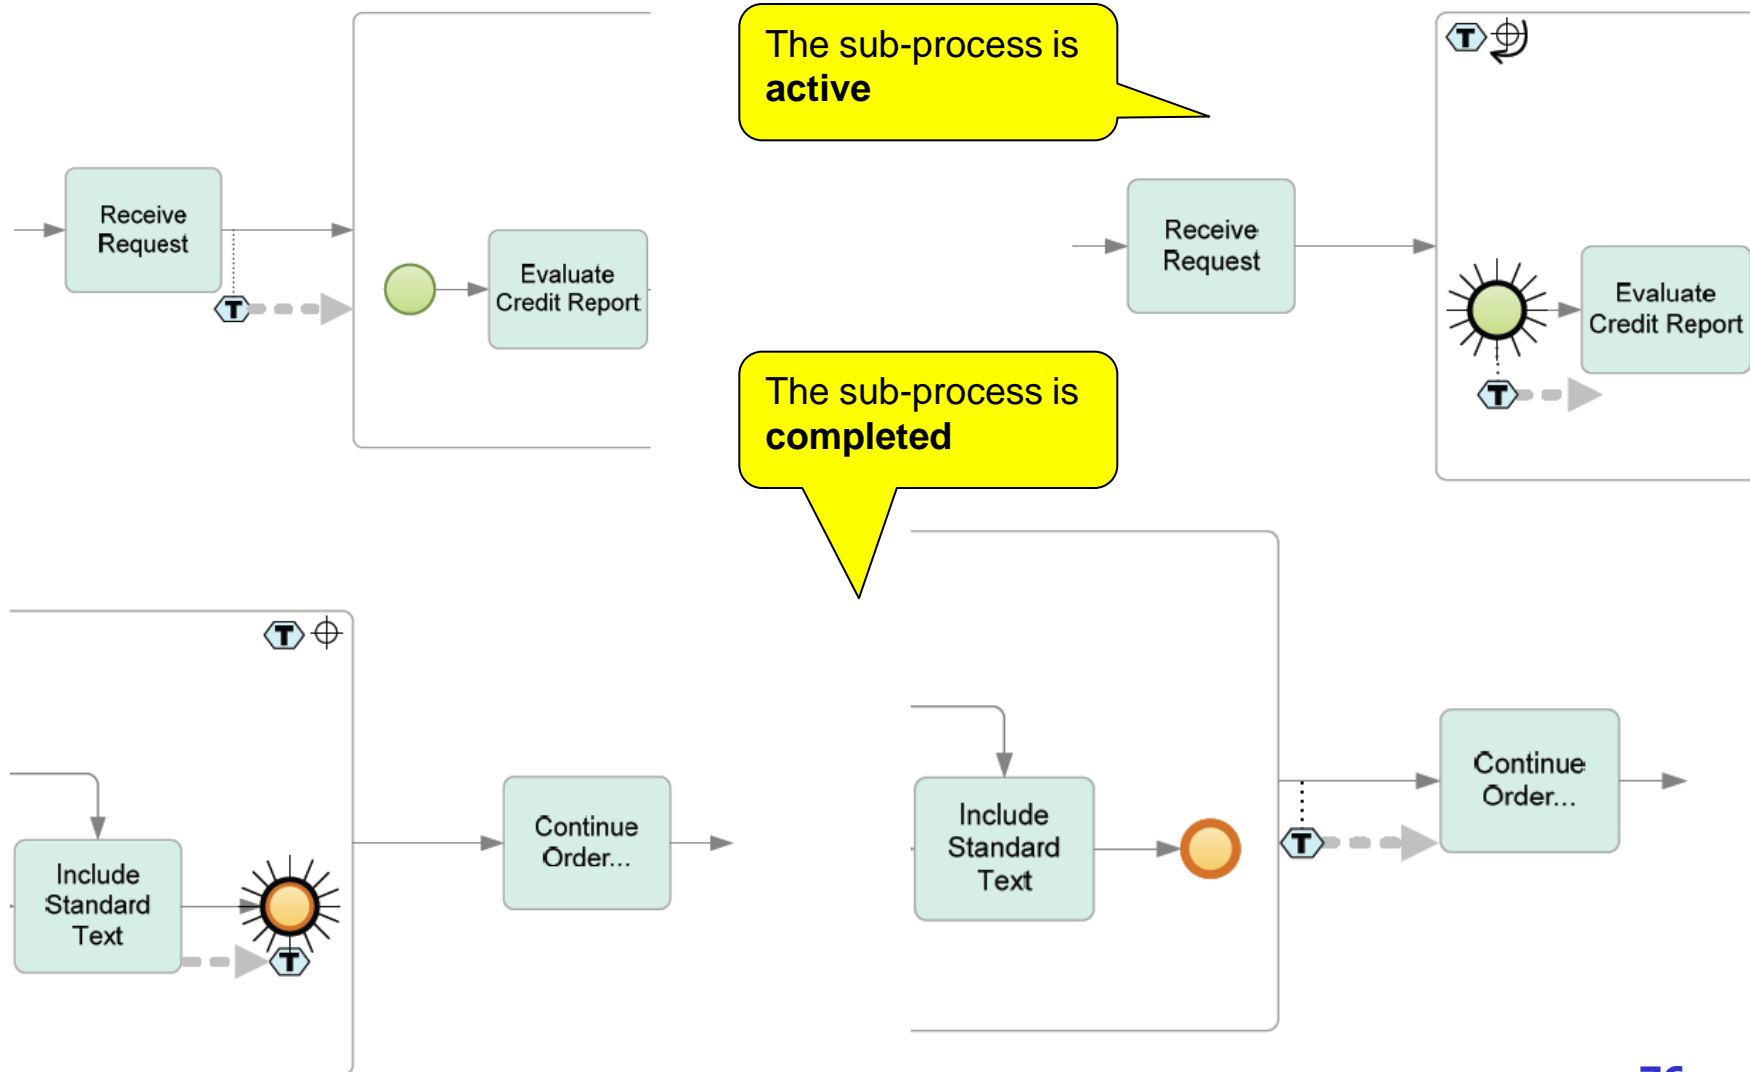 The sub-process is
active
T
Receive
Request
Evaluate
Credit Report
T
Receive
Request
Evaluate
Credit Report
T
The sub-process is
completed
T
Include
Standard
Text
T
Continue
Order...
Include
Standard
Text
T
Continue
Order...